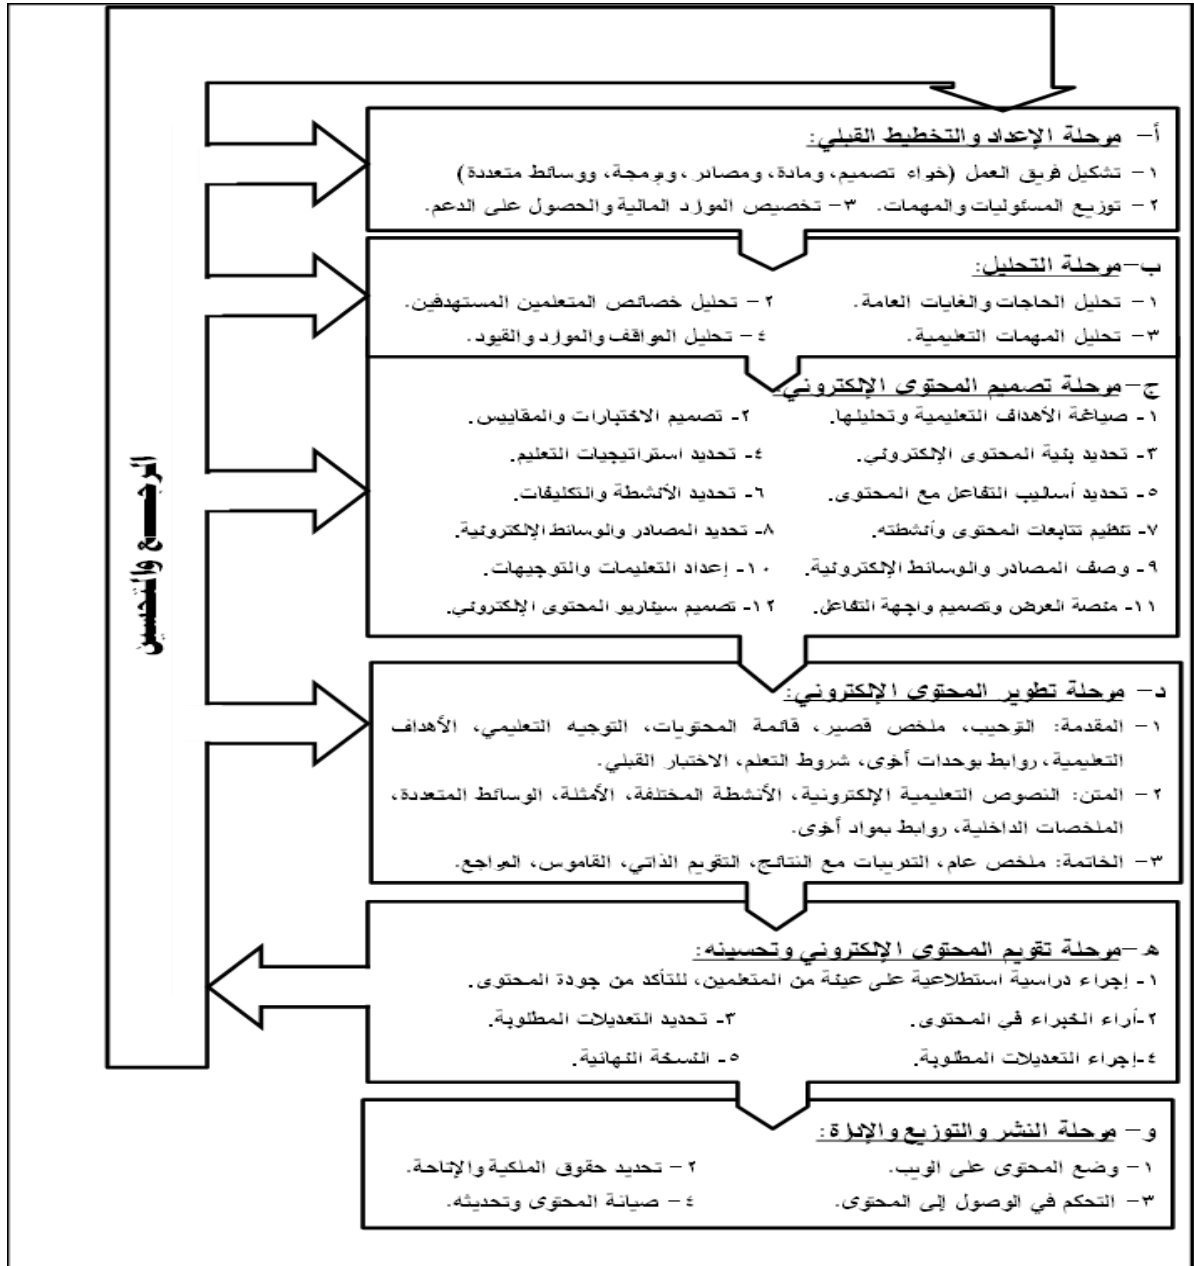 أ– مرحلة الإعداد والتخطيط القبلي:
١– تشكيل فريق العمل (خبراء تصميم، ومادة، ومصادر، وبرمجة، ووسائط متعددة)
٢– توزيع المسئوليات والمهمات. ٣– تخصيص الموارد المالية والحصول على الدعم.
ب–مرحلة التحليل:
١– تحليل الحاجات والغايات العامة. ٢– تحليل خصائص المتعلمين المستهدفين.
٣– تحليل المهمات التعليمية. ٤– تحليل المواقف والموارد والقيود.
ج–مرحلة تصميم المحتوى الإلكتروني:
١- صياغة الأهداف التعليمية وتحليلها. ٢- تصميم الاختبارات والمقاييس.
٣- تحديد بنية المحتوى الإلكتروني. ٤- تحديد استراتيجيات التعليم.
٥- تحديد أساليب التفاعل مع المحتوى. ٦- تحديد الأنشطة والتكليفات.
٧- تنظيم تتابعات المحتوى وأنشطته. ٨- تحديد المصادر والوسائط الإلكترونية.
٩- وصف المصادر والوسائط الإلكترونية. ١٠- إعداد التعليمات والتوجيهات.
١١- منصة العرض وتصميم واجهة التفاعل. ١٢- تصميم سيناريو المحتوى الإلكتروني.
د– مرحلة تطوير المحتوى الإلكتروني:
١– المقدمة: الترحيب، ملخص قصير، قائمة المحتويات، التوجيه التعليمي، الأهداف
التعليمية، روابط بوحدات أخرى، شروط التعلم، الاختبار القبلي.
٢– المتن: النصوص التعليمية الإلكترونية، الأنشطة المختلفة، الأمثلة، الوسائط المتعددة،
الملخصات الداخلية، روابط بمواد أخرى.
٣– الخاتمة: ملخص عام، التدريبات مع النتائج، التقويم الذاتي، القاموس، المراجع.
هـ–مرحلة تقويم المحتوى الإلكتروني وتحسينه:
١- إجراء دراسية استطلاعية على عينة من المتعلمين، للتأكد من جودة المحتوى.
٢-أراء الخبراء في المحتوى. ٣- تحديد التعديلات المطلوبة.
٤-إجراء التعديلات المطلوبة. ٥- النسخة النهائية.
و– مرحلة النشر والتوزيع والإدارة:
١– وضع المحتوى على الويب. ٢– تحديد حقوق الملكية والإتاحة.
٣– التحكم في الوصول إلى المحتوى. ٤– صيانة المحتوى وتحديثه.
الرجـــع والتحسين